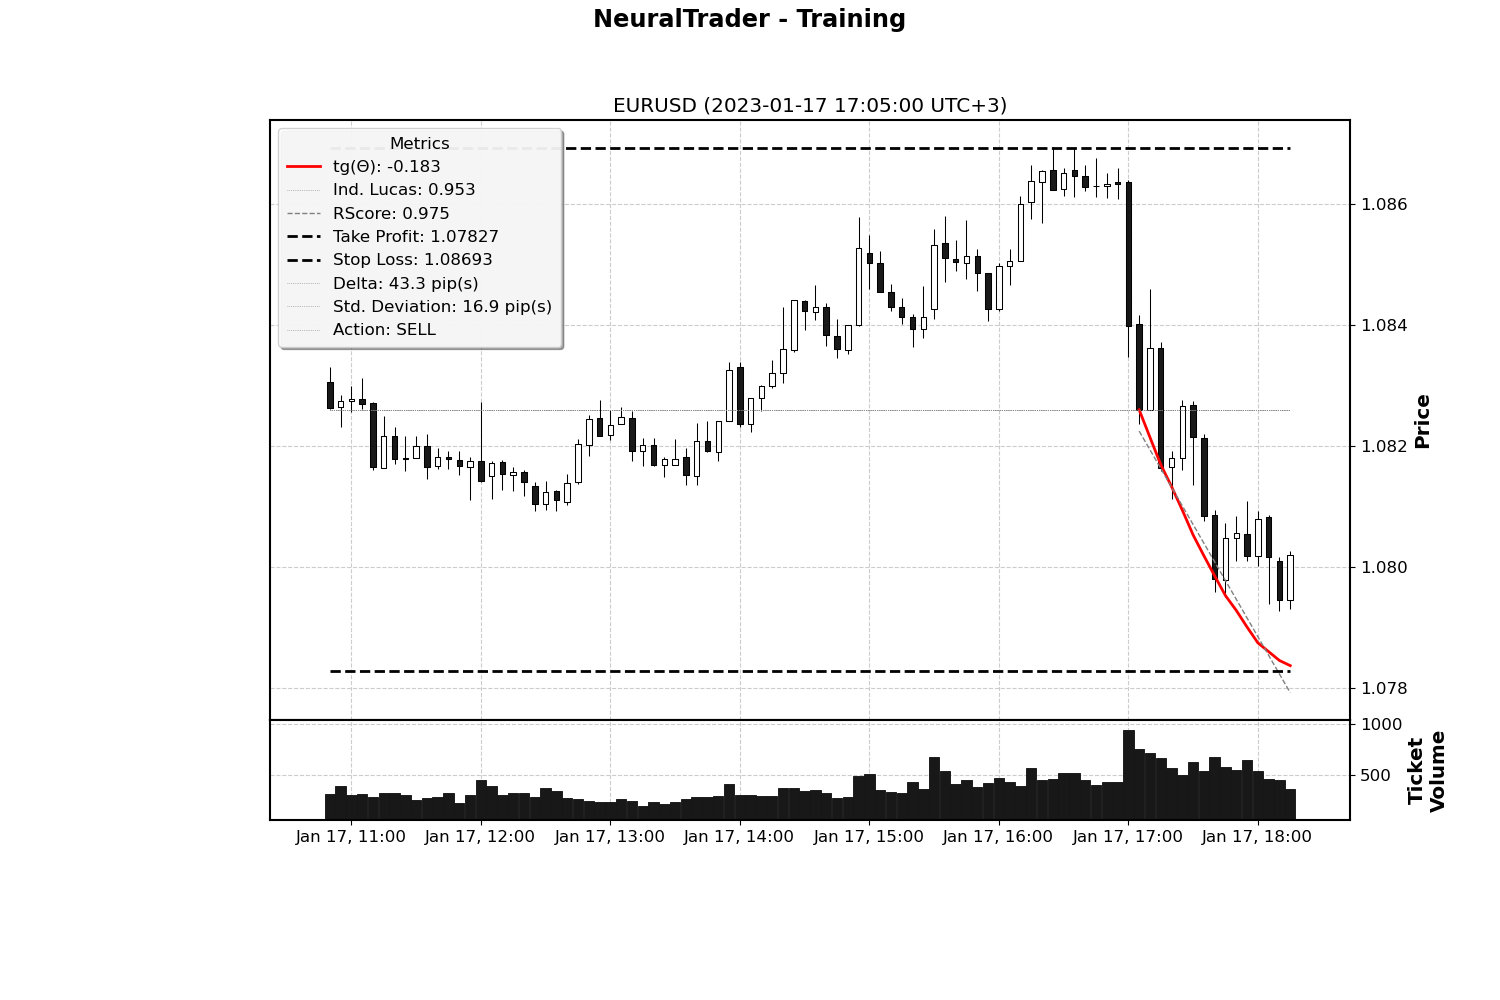 NeuralTrader - Training
EURUSD (2023-01-17 17:05:00 UTC+3)
Metrics
tg(Θ): -0.183
Ind. Lucas: 0.953
RScore: 0.975
Take Profit: 1.07827
Stop Loss: 1.08693
Delta: 43.3 pip(s)
Std. Deviation: 16.9 pip(s)
Action: SELL
1.086
1.084
1.082
1.080
1.078
Price
1000
500
Ticket
Volume
Jan 17, 11:00
Jan 17, 12:00
Jan 17, 13:00
Jan 17, 14:00
Jan 17, 15:00
Jan 17, 16:00
Jan 17, 17:00
Jan 17, 18:00